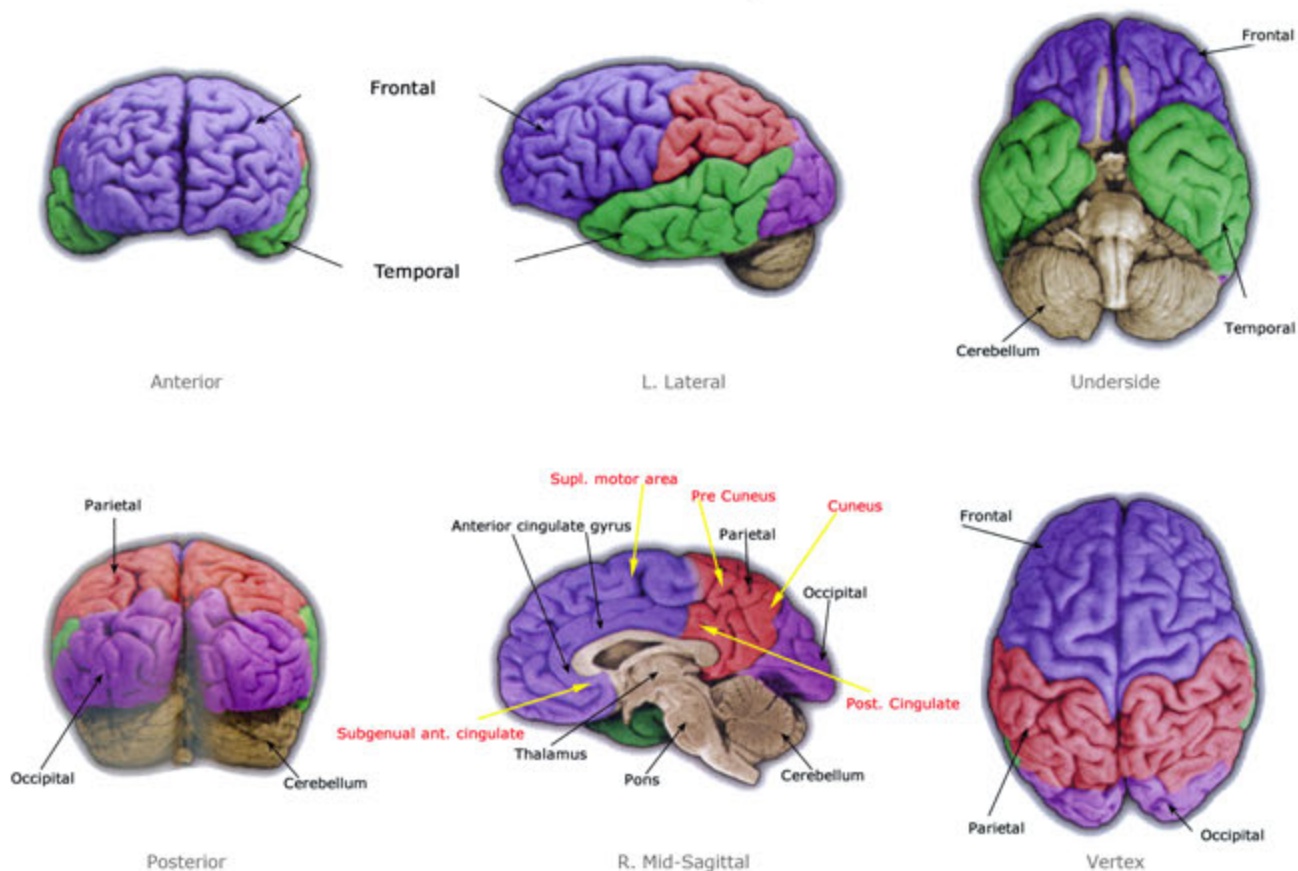 Frontal
Frontal
Temporal
Temporal
Cerebellum
Anterior
L. Lateral
Underside
Supl. motor area
Pre Cuneus
Cuneus
Parietal
Anterior cingulate gyrus
Parietal
Frontal
Occipital
Post. Cingulate
Subgenual ant. cingulate
Thalamus
Occipital
Cerebellum
Pons
Cerebellum
Parietal
Occipital
Posterior
R. Mid-Sagittal
Vertex